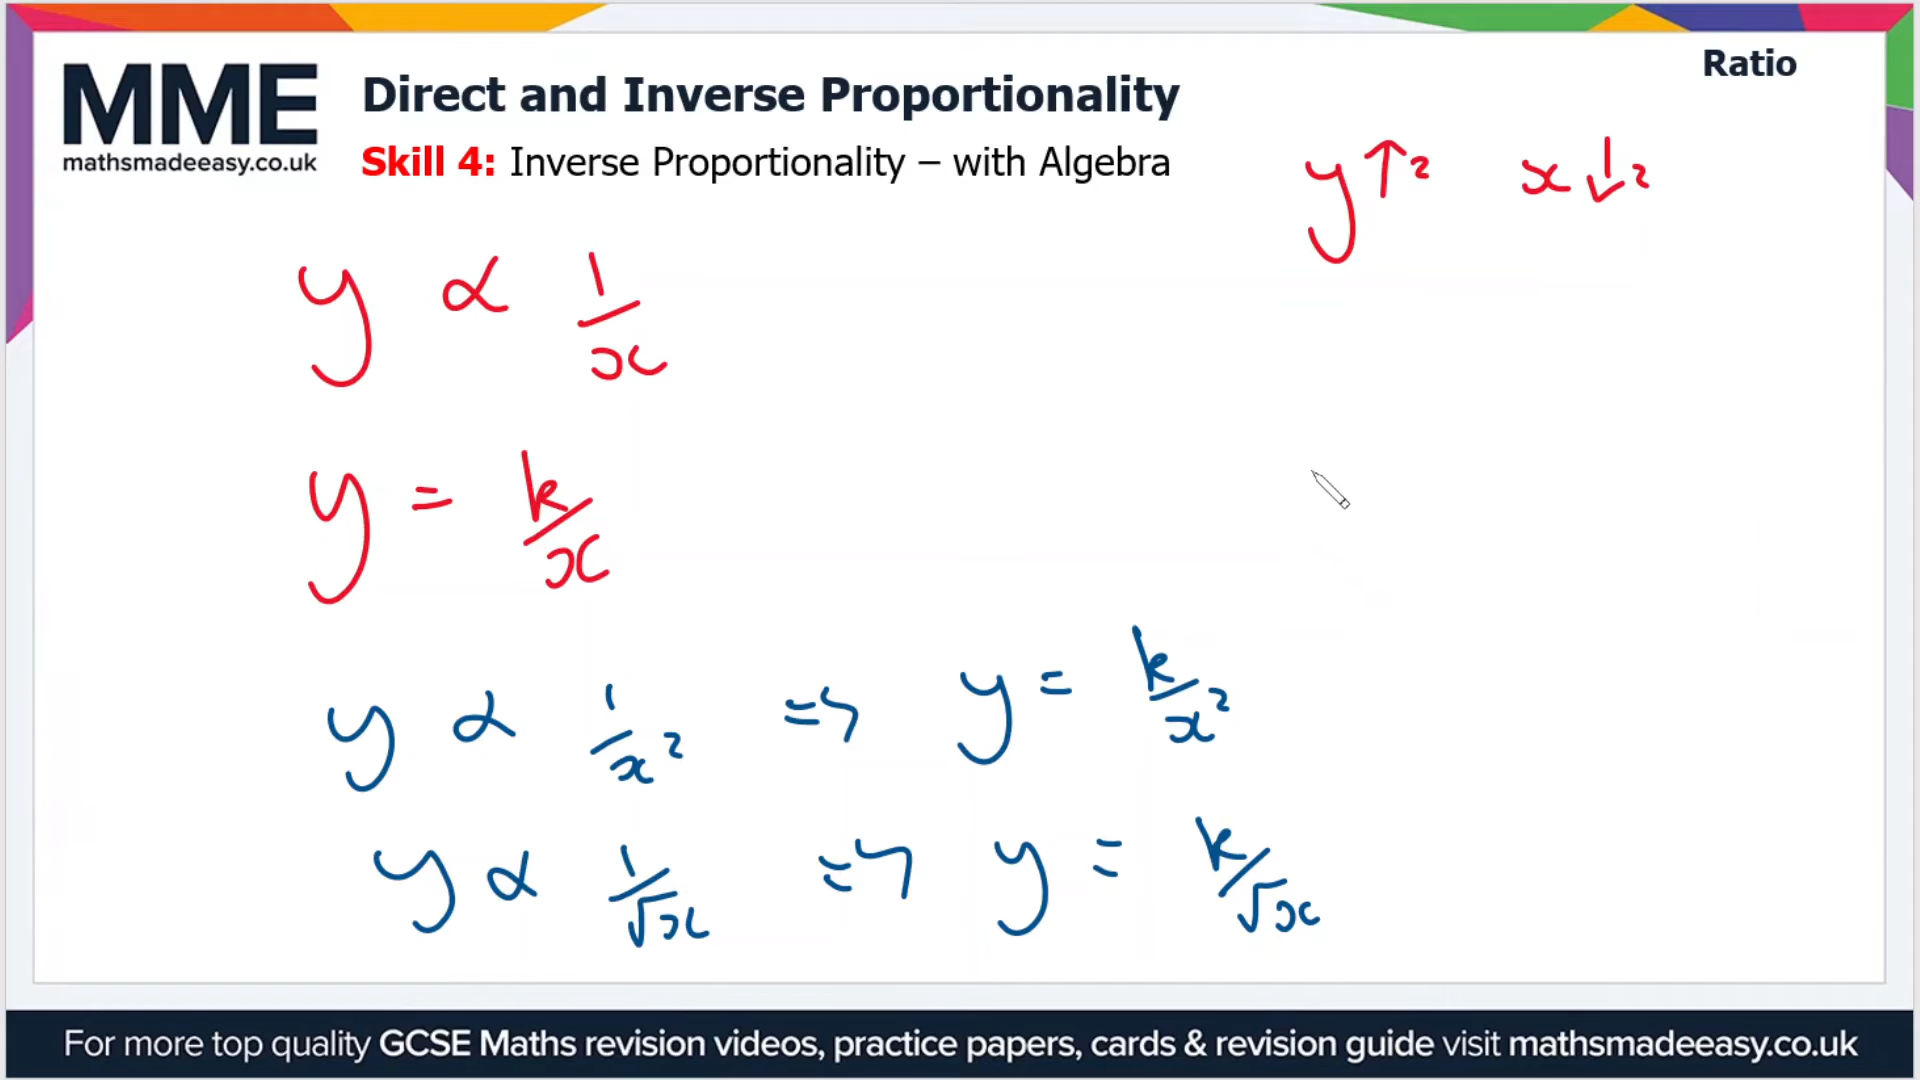 Ratio
MME
mathsmadeeasy.co.uk
Direct and Inverse Proportionality
Skill 4: Inverse Proportionality – with Algebra
y ↑2 x ↓2
y ∝ 1/x
y = k/x
y ∝ 1/x² ⇒ y = k/x²
y ∝ 1/√x ⇒ y = k/√x
For more top quality GCSE Maths revision videos, practice papers, cards & revision guide visit mathsmadeeasy.co.uk